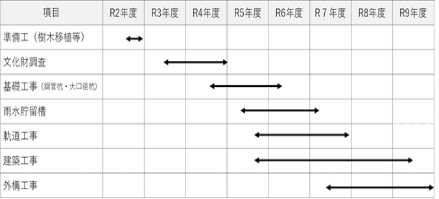 項目 R2年度 R3年度 R4年度 R5年度 R6年度 R7年度 R8年度 R9年度
準備工（樹木移植等）
文化財調査
基礎工事（鋼管杭・大口径杭）
雨水貯留槽
軌道工事
建築工事
外構工事